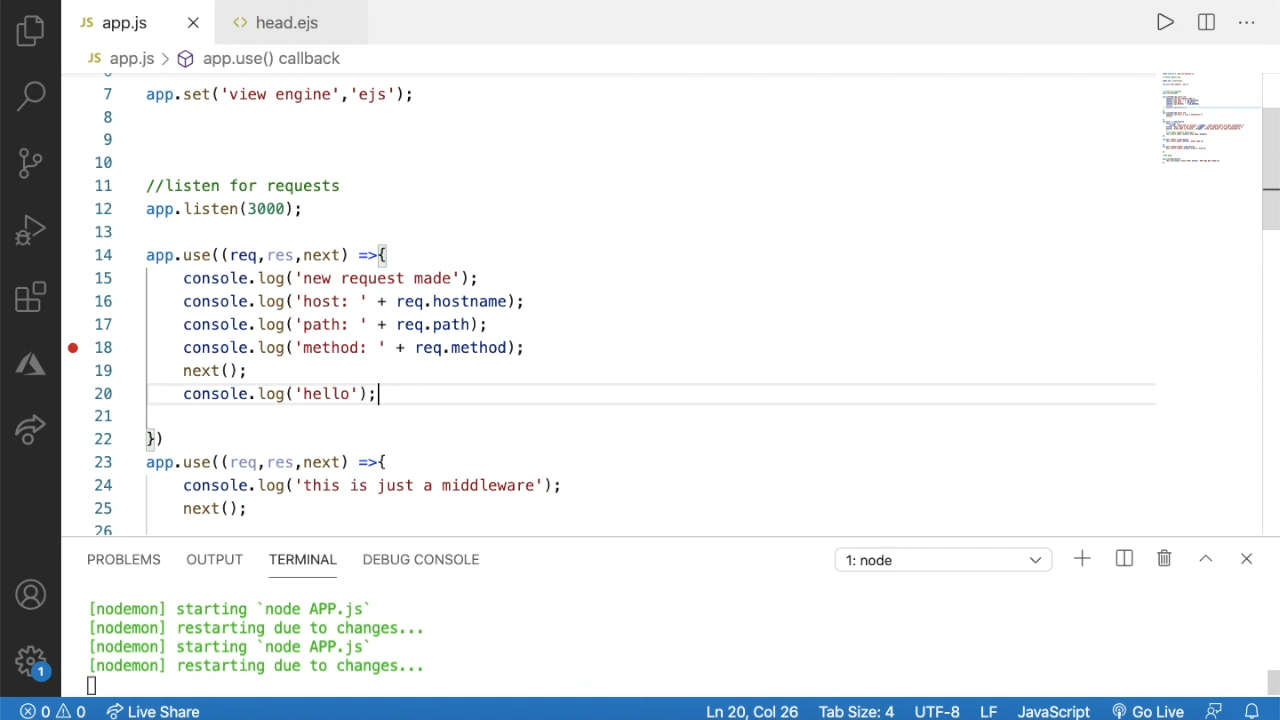 JS app.js
<> head.ejs
JS app.js > app.use() callback
6
7 app.set('view engine','ejs');
8
9
10
11 //listen for requests
12 app.listen(3000);
13
14 app.use((req,res,next) =>{
15 console.log('new request made');
16 console.log('host: ' + req.hostname);
17 console.log('path: ' + req.path);
18 console.log('method: ' + req.method);
19 next();
20 console.log('hello');
21
22 })
23 app.use((req,res,next) =>{
24 console.log('this is just a middleware');
25 next();
26
PROBLEMS OUTPUT TERMINAL DEBUG CONSOLE 1: node
[nodemon] starting `node APP.js`
[nodemon] restarting due to changes...
[nodemon] starting `node APP.js`
[nodemon] restarting due to changes...
1
0 0 Live Share Ln 20, Col 26 Tab Size: 4 UTF-8 LF JavaScript Go Live